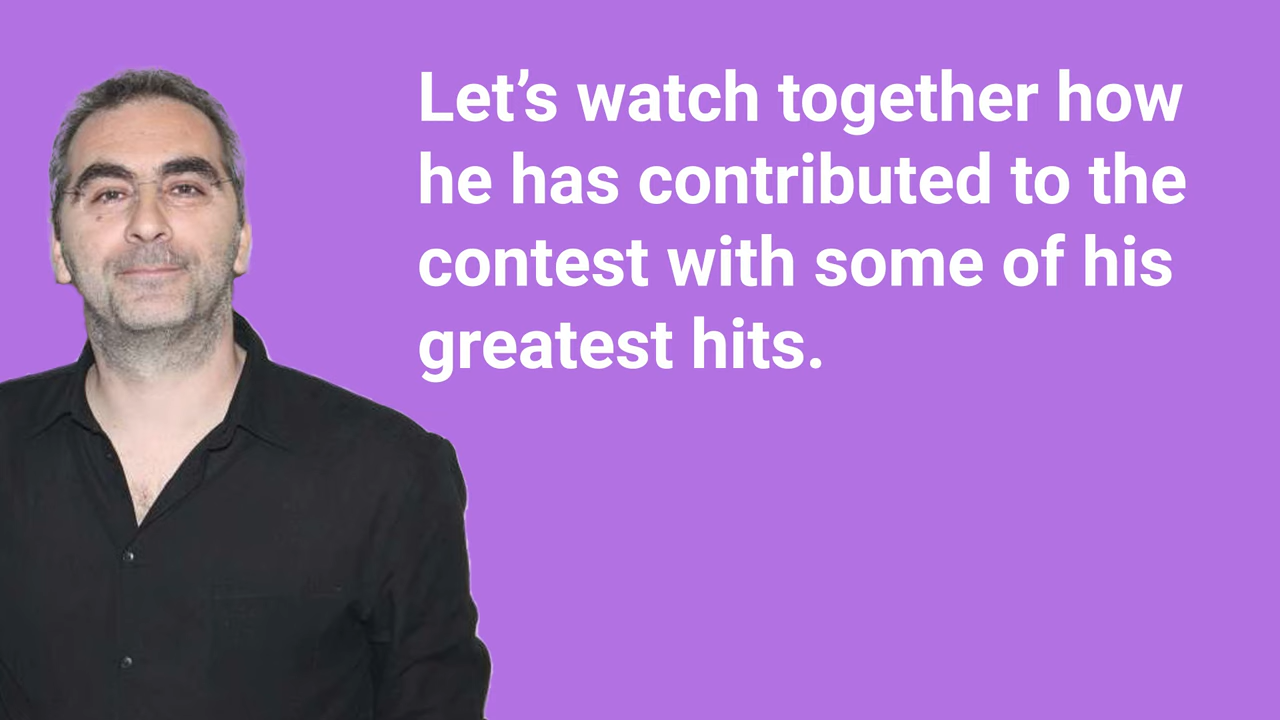 Let’s watch together how
he has contributed to the
contest with some of his
greatest hits.